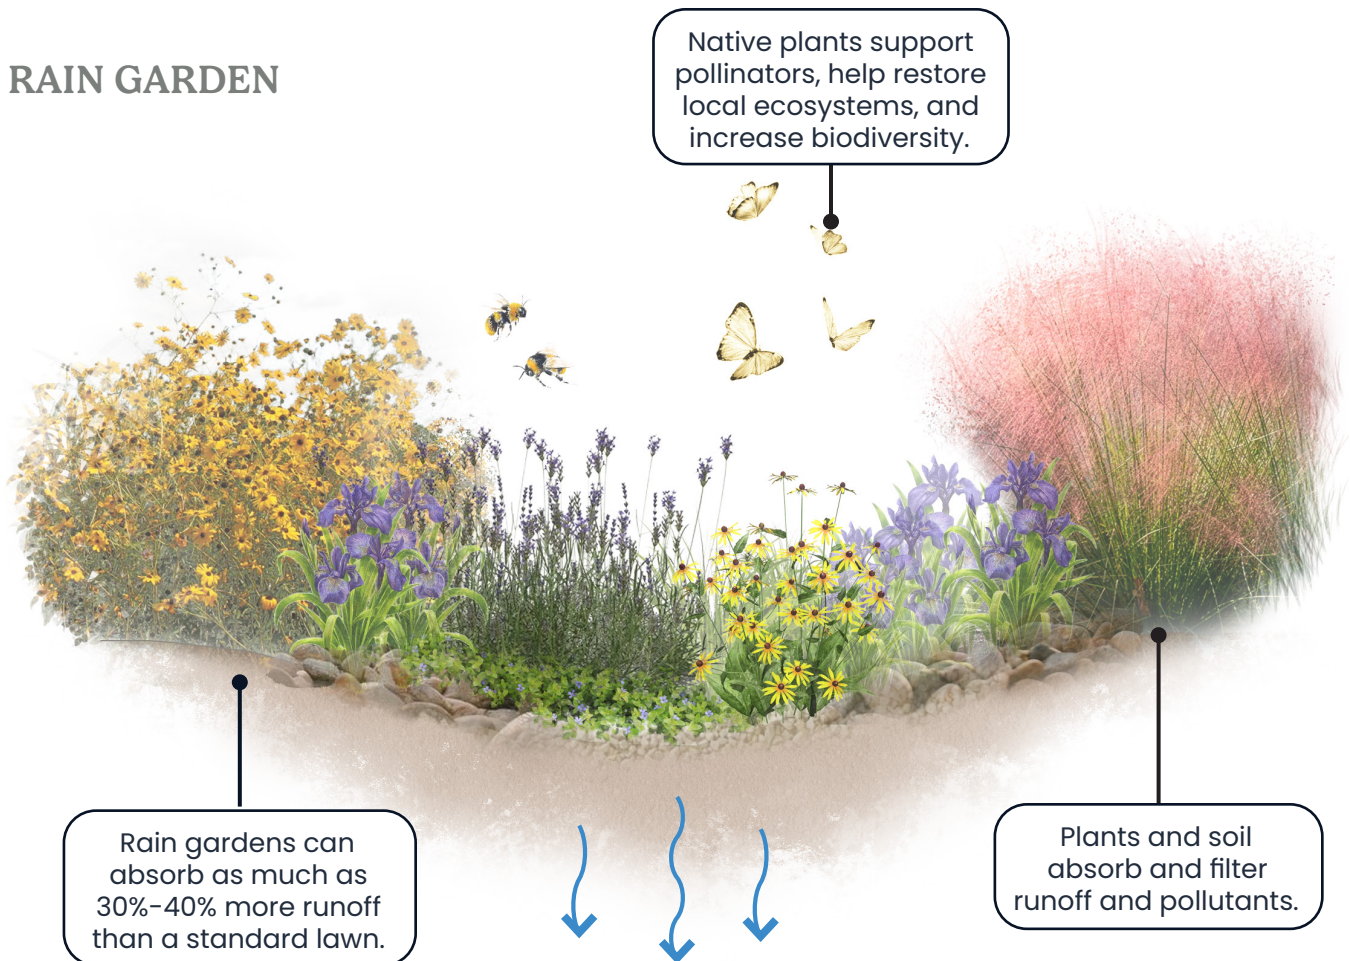 RAIN GARDEN
Native plants support
pollinators, help restore
local ecosystems, and
increase biodiversity.
Rain gardens can
absorb as much as
30%-40% more runoff
than a standard lawn.
Plants and soil
absorb and filter
runoff and pollutants.